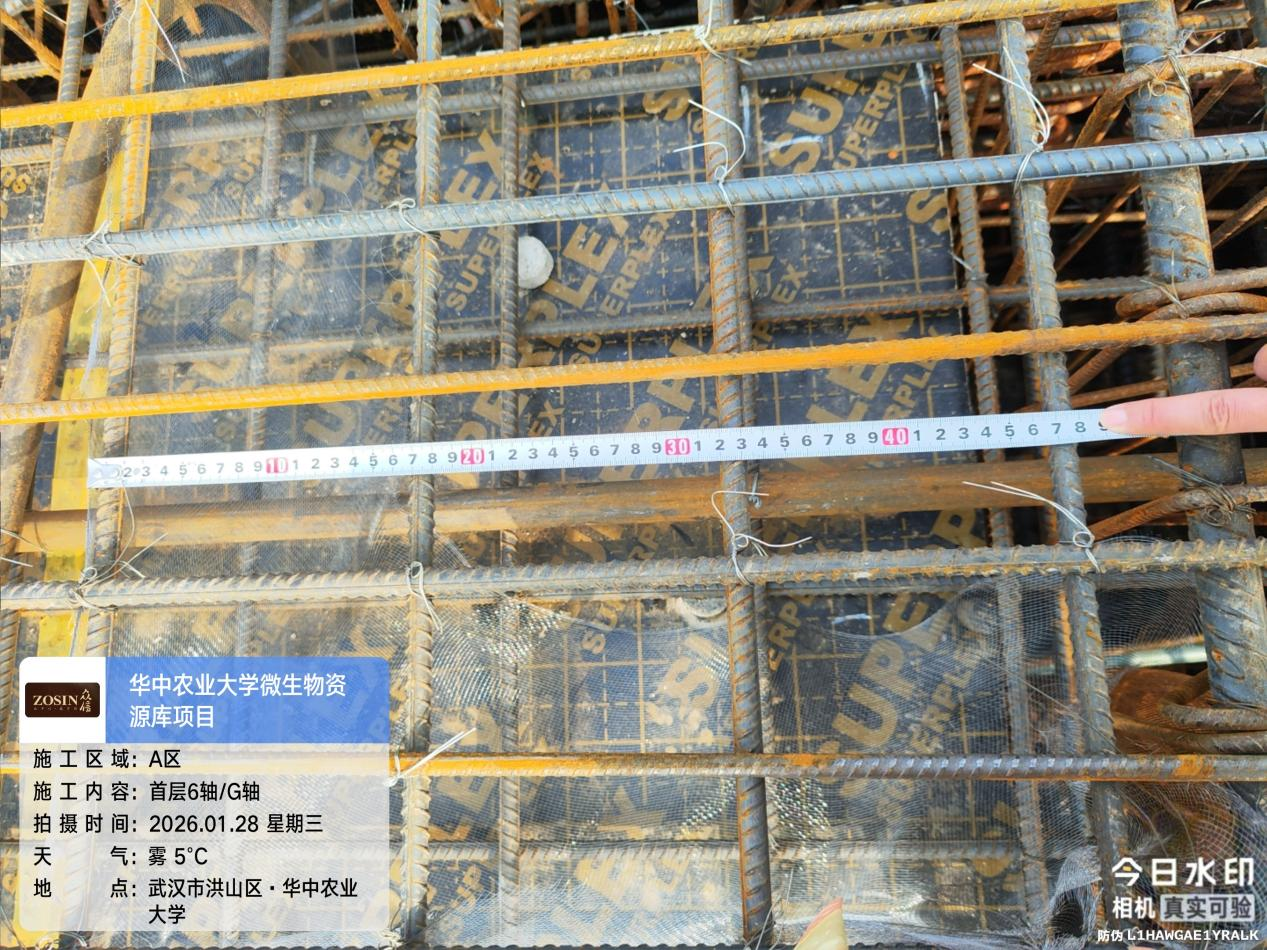 SUPERPLEX
SUPERPLEX
2 3 4 5 6 7 8 9 10 1 2 3 4 5 6 7 8 9 20 1 2 3 4 5 6 7 8 9 30 1 2 3 4 5 6 7 8 9 40 1 2 3 4 5 6 7 8 9
ZOSIN 众信
华中农业大学微生物资
源库项目
施工区域：A区
施工内容：首层6轴/G轴
拍摄时间：2026.01.28 星期三
天气：雾 5℃
地点：武汉市洪山区·华中农业
大学
今日水印
相机 真实可验
防伪 L1HAWGAE1YRALK